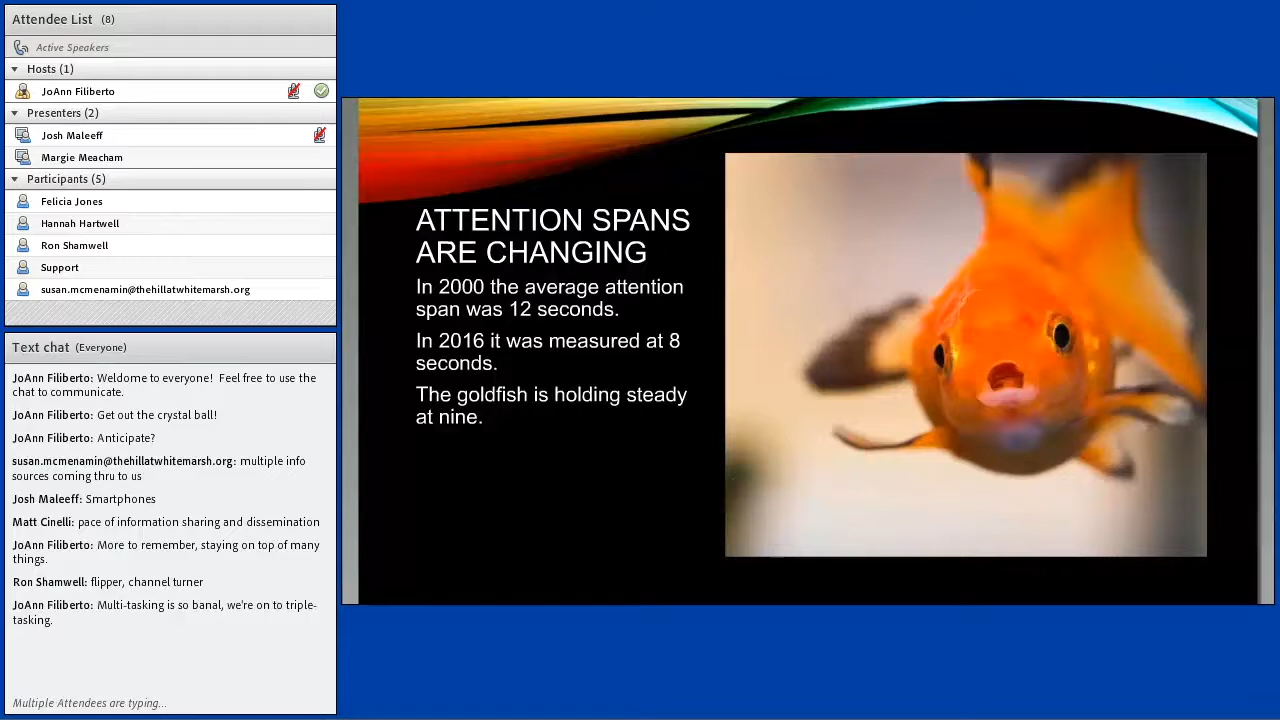 Attendee List (8)
Active Speakers
Hosts (1)
JoAnn Filiberto
Presenters (2)
Josh Maleeff
Margie Meacham
Participants (5)
Felicia Jones
Hannah Hartwell
Ron Shamwell
Support
susan.mcmenamin@thehillatwhitemarsh.org
Text chat (Everyone)
JoAnn Filiberto: Weldome to everyone! Feel free to use the
chat to communicate.
JoAnn Filiberto: Get out the crystal ball!
JoAnn Filiberto: Anticipate?
susan.mcmenamin@thehillatwhitemarsh.org: multiple info
sources coming thru to us
Josh Maleeff: Smartphones
Matt Cinelli: pace of information sharing and dissemination
JoAnn Filiberto: More to remember, staying on top of many
things.
Ron Shamwell: flipper, channel turner
JoAnn Filiberto: Multi-tasking is so banal, we're on to triple-
tasking.
Multiple Attendees are typing...
ATTENTION SPANS
ARE CHANGING
In 2000 the average attention
span was 12 seconds.
In 2016 it was measured at 8
seconds.
The goldfish is holding steady
at nine.